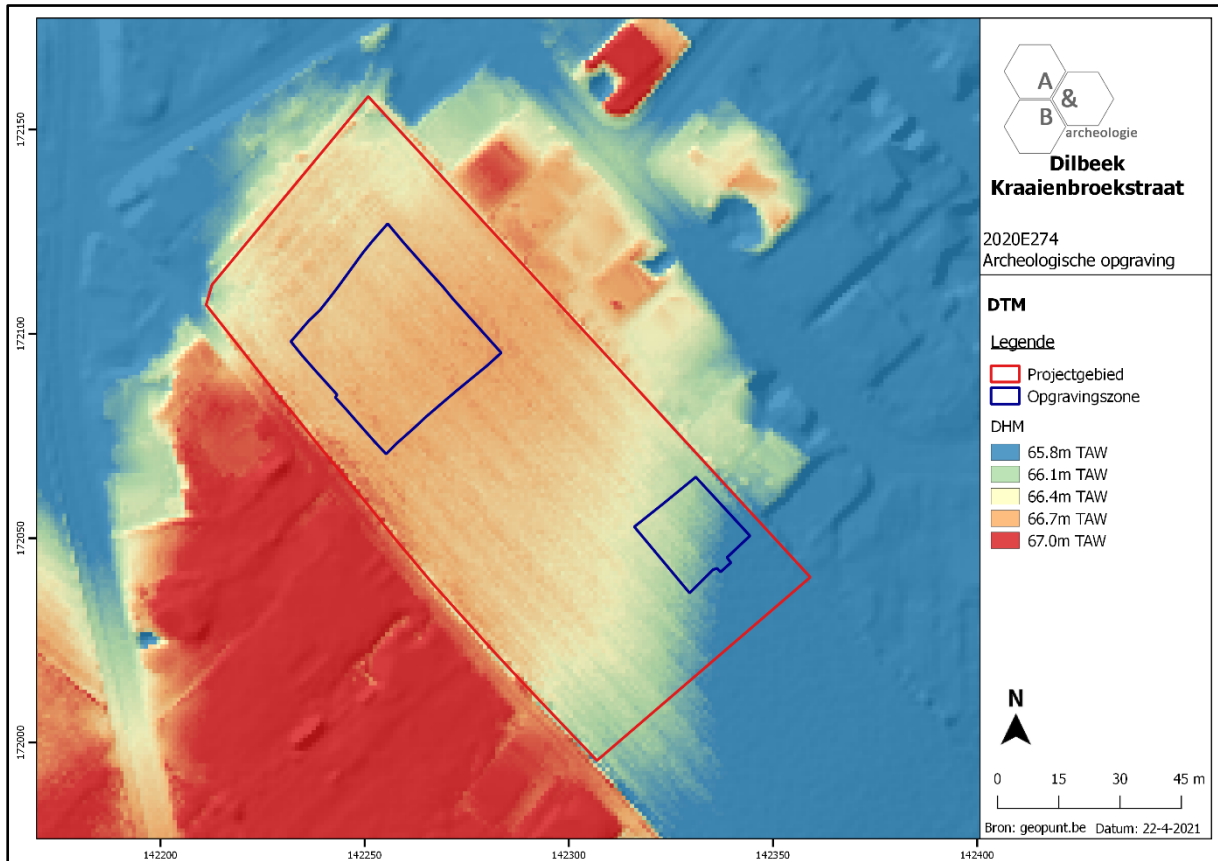 A
&
B
archeologie
Dilbeek
Kraaienbroekstraat
2020E274
Archeologische opgraving
DTM
Legende
Projectgebied
Opgravingszone
DHM
65.8m TAW
66.1m TAW
66.4m TAW
66.7m TAW
67.0m TAW
N
0 15 30 45 m
Bron: geopunt.be Datum: 22-4-2021
172150
172100
172050
172000
142200 142250 142300 142350 142400